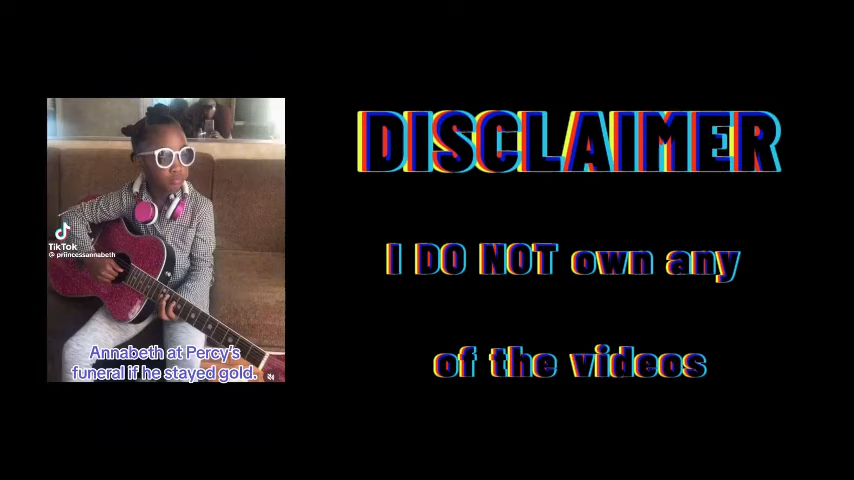 DISCLAIMER
I DO NOT own any
of the videos
TikTok
@ priincessannabeth
Annabeth at Percy's
funeral if he stayed gold.